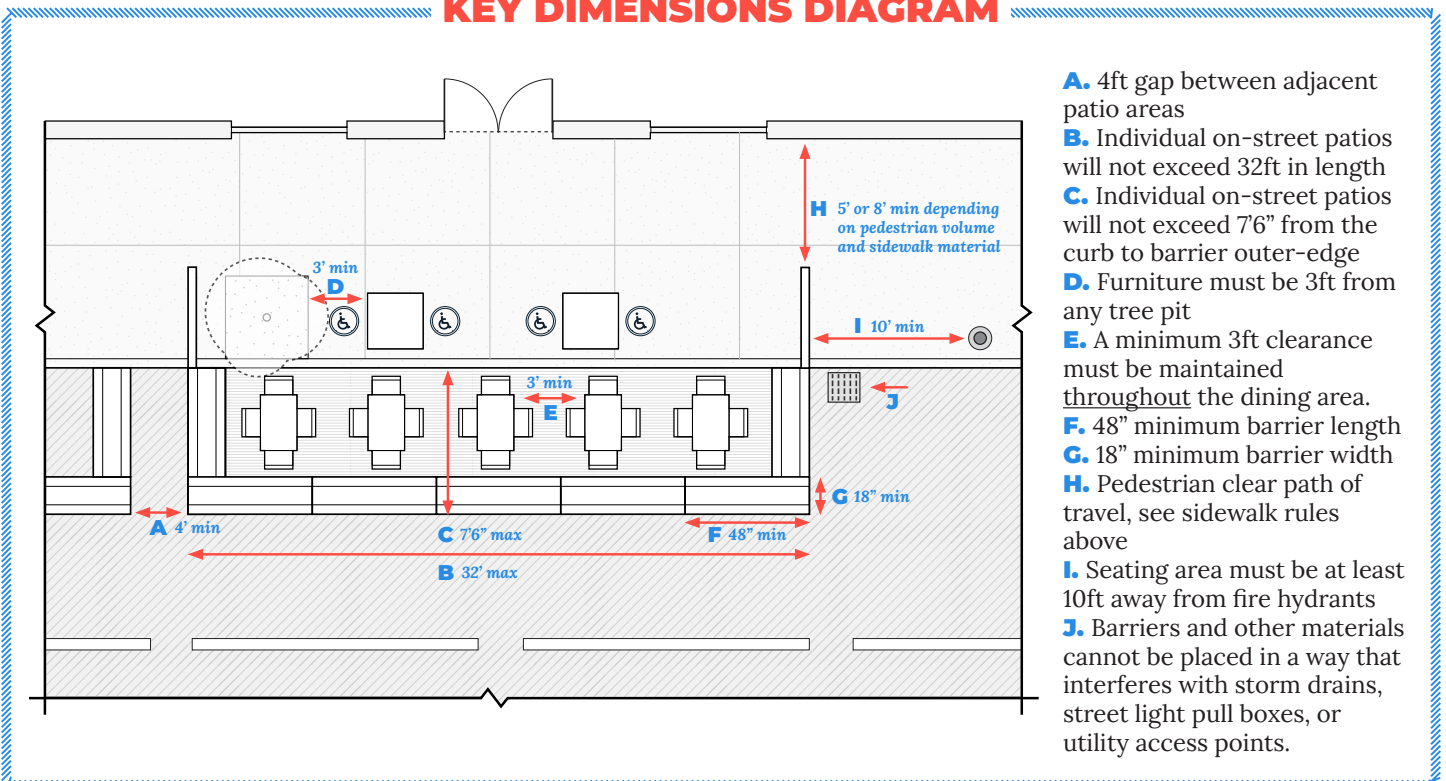 KEY DIMENSIONS DIAGRAM
H 5’ or 8’ min depending
on pedestrian volume
and sidewalk material
3’ min
D
I 10’ min
3’ min
E
J
G 18” min
A 4’ min
C 7’6” max
F 48” min
B 32’ max
A. 4ft gap between adjacent
patio areas
B. Individual on-street patios
will not exceed 32ft in length
C. Individual on-street patios
will not exceed 7’6” from the
curb to barrier outer-edge
D. Furniture must be 3ft from
any tree pit
E. A minimum 3ft clearance
must be maintained
throughout the dining area.
F. 48” minimum barrier length
G. 18” minimum barrier width
H. Pedestrian clear path of
travel, see sidewalk rules
above
I. Seating area must be at least
10ft away from fire hydrants
J. Barriers and other materials
cannot be placed in a way that
interferes with storm drains,
street light pull boxes, or
utility access points.